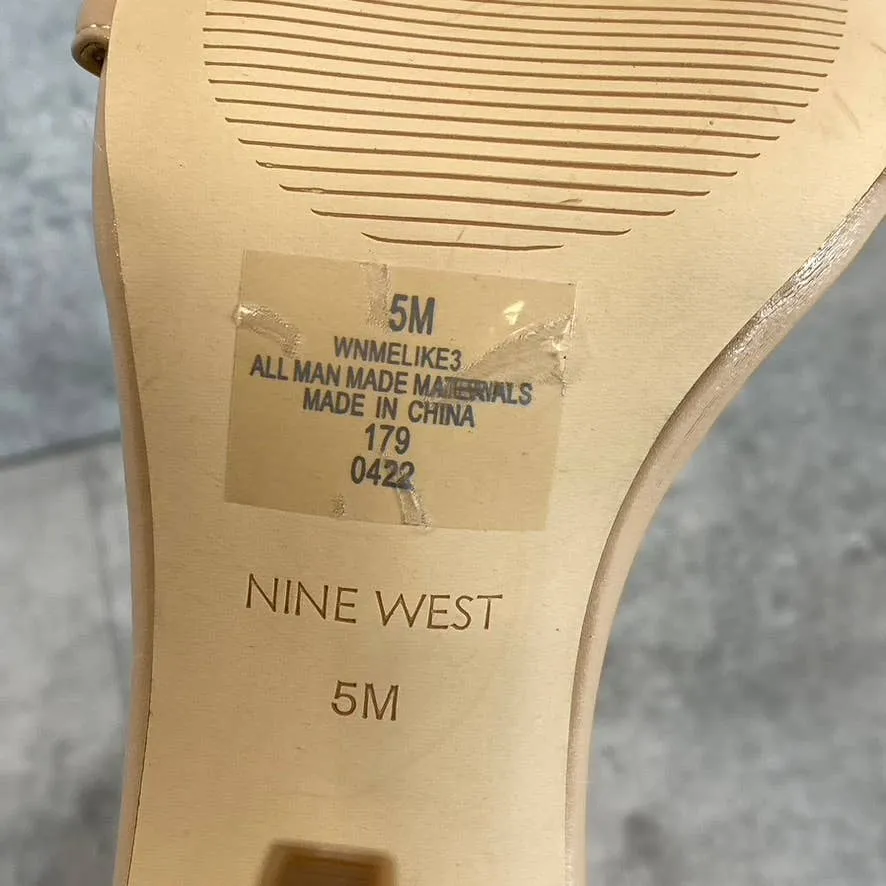 5M
WNMELIKE3
ALL MAN MADE MATERIALS
MADE IN CHINA
179
0422
NINE WEST
5M